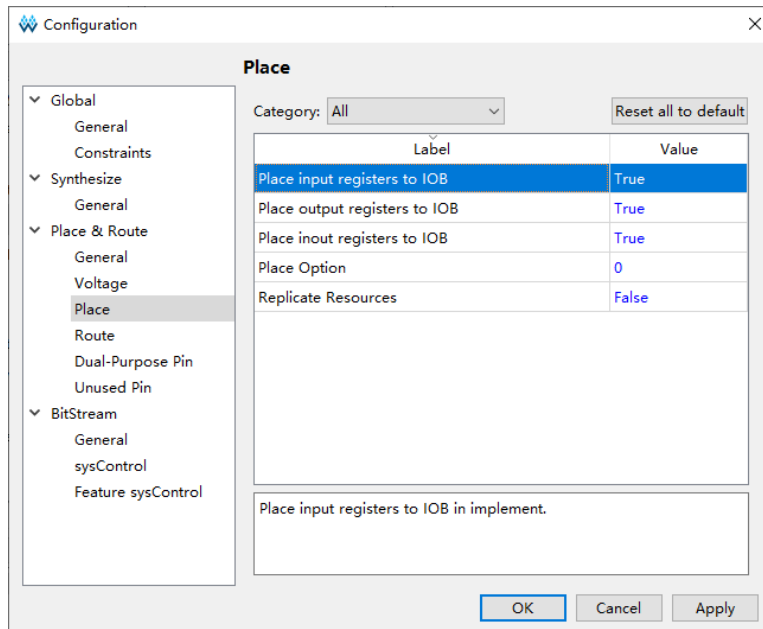 Configuration
Place
Global
General
Constraints
Synthesize
General
Place & Route
General
Voltage
Place
Route
Dual-Purpose Pin
Unused Pin
BitStream
General
sysControl
Feature sysControl
Category: All
Reset all to default
Label Value
Place input registers to IOB True
Place output registers to IOB True
Place inout registers to IOB True
Place Option 0
Replicate Resources False
Place input registers to IOB in implement.
OK Cancel Apply